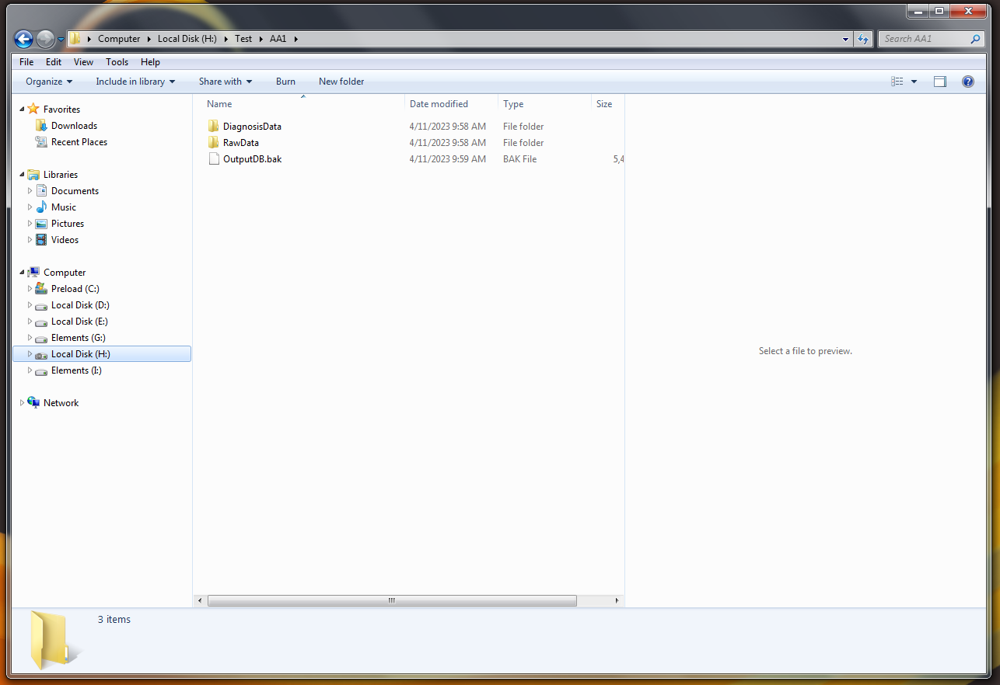 Computer Local Disk (H:) Test AA1 Search AA1
File Edit View Tools Help
Organize Include in library Share with Burn New folder
Favorites
Downloads
Recent Places
Libraries
Documents
Music
Pictures
Videos
Computer
Preload (C:)
Local Disk (D:)
Local Disk (E:)
Elements (G:)
Local Disk (H:)
Elements (I:)
Network
Name Date modified Type Size
DiagnosisData 4/11/2023 9:58 AM File folder
RawData 4/11/2023 9:58 AM File folder
OutputDB.bak 4/11/2023 9:59 AM BAK File 5,4
Select a file to preview.
3 items